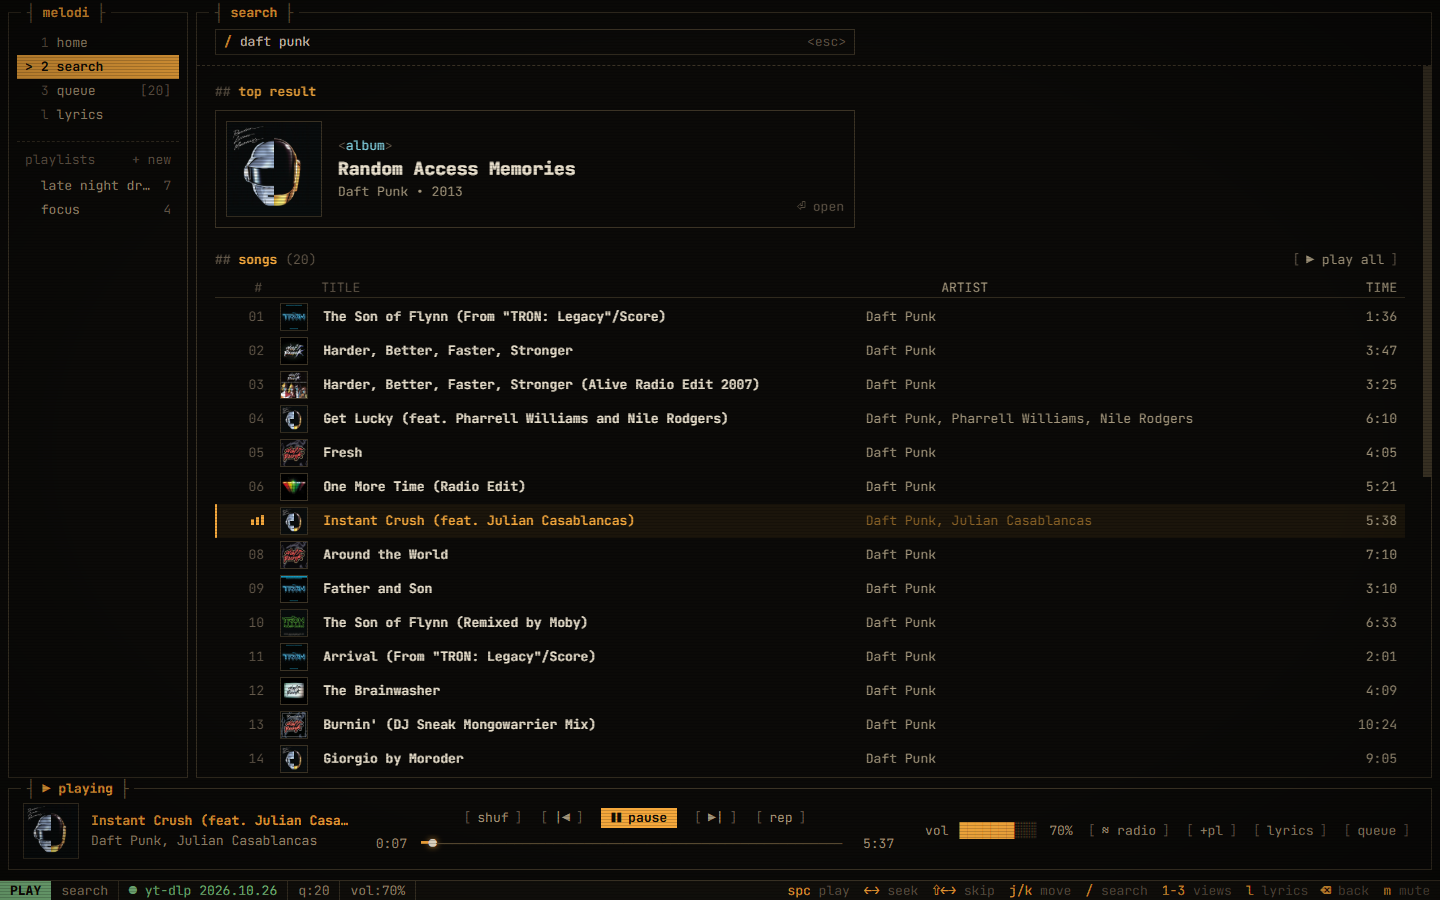 melodi
1 home
> 2 search
3 queue [20]
l lyrics
playlists + new
late night dr… 7
focus 4
search
/ daft punk <esc>
## top result
<album>
Random Access Memories
Daft Punk • 2013
⏎ open
## songs (20) [ ▶ play all ]
# TITLE ARTIST TIME
01 The Son of Flynn (From "TRON: Legacy"/Score) Daft Punk 1:36
02 Harder, Better, Faster, Stronger Daft Punk 3:47
03 Harder, Better, Faster, Stronger (Alive Radio Edit 2007) Daft Punk 3:25
04 Get Lucky (feat. Pharrell Williams and Nile Rodgers) Daft Punk, Pharrell Williams, Nile Rodgers 6:10
05 Fresh Daft Punk 4:05
06 One More Time (Radio Edit) Daft Punk 5:21
Instant Crush (feat. Julian Casablancas) Daft Punk, Julian Casablancas 5:38
08 Around the World Daft Punk 7:10
09 Father and Son Daft Punk 3:10
10 The Son of Flynn (Remixed by Moby) Daft Punk 6:33
11 Arrival (From "TRON: Legacy"/Score) Daft Punk 2:01
12 The Brainwasher Daft Punk 4:09
13 Burnin' (DJ Sneak Mongowarrier Mix) Daft Punk 10:24
14 Giorgio by Moroder Daft Punk 9:05
▶ playing
Instant Crush (feat. Julian Casa…
Daft Punk, Julian Casablancas
[ shuf ] [ |◀ ] pause [ ▶| ] [ rep ]
0:07 5:37
vol 70% [ ≈ radio ] [ +pl ] [ lyrics ] [ queue ]
PLAY search ● yt-dlp 2026.10.26 q:20 vol:70%
spc play ←→ seek ⇧←→ skip j/k move / search 1-3 views l lyrics ⌫ back m mute